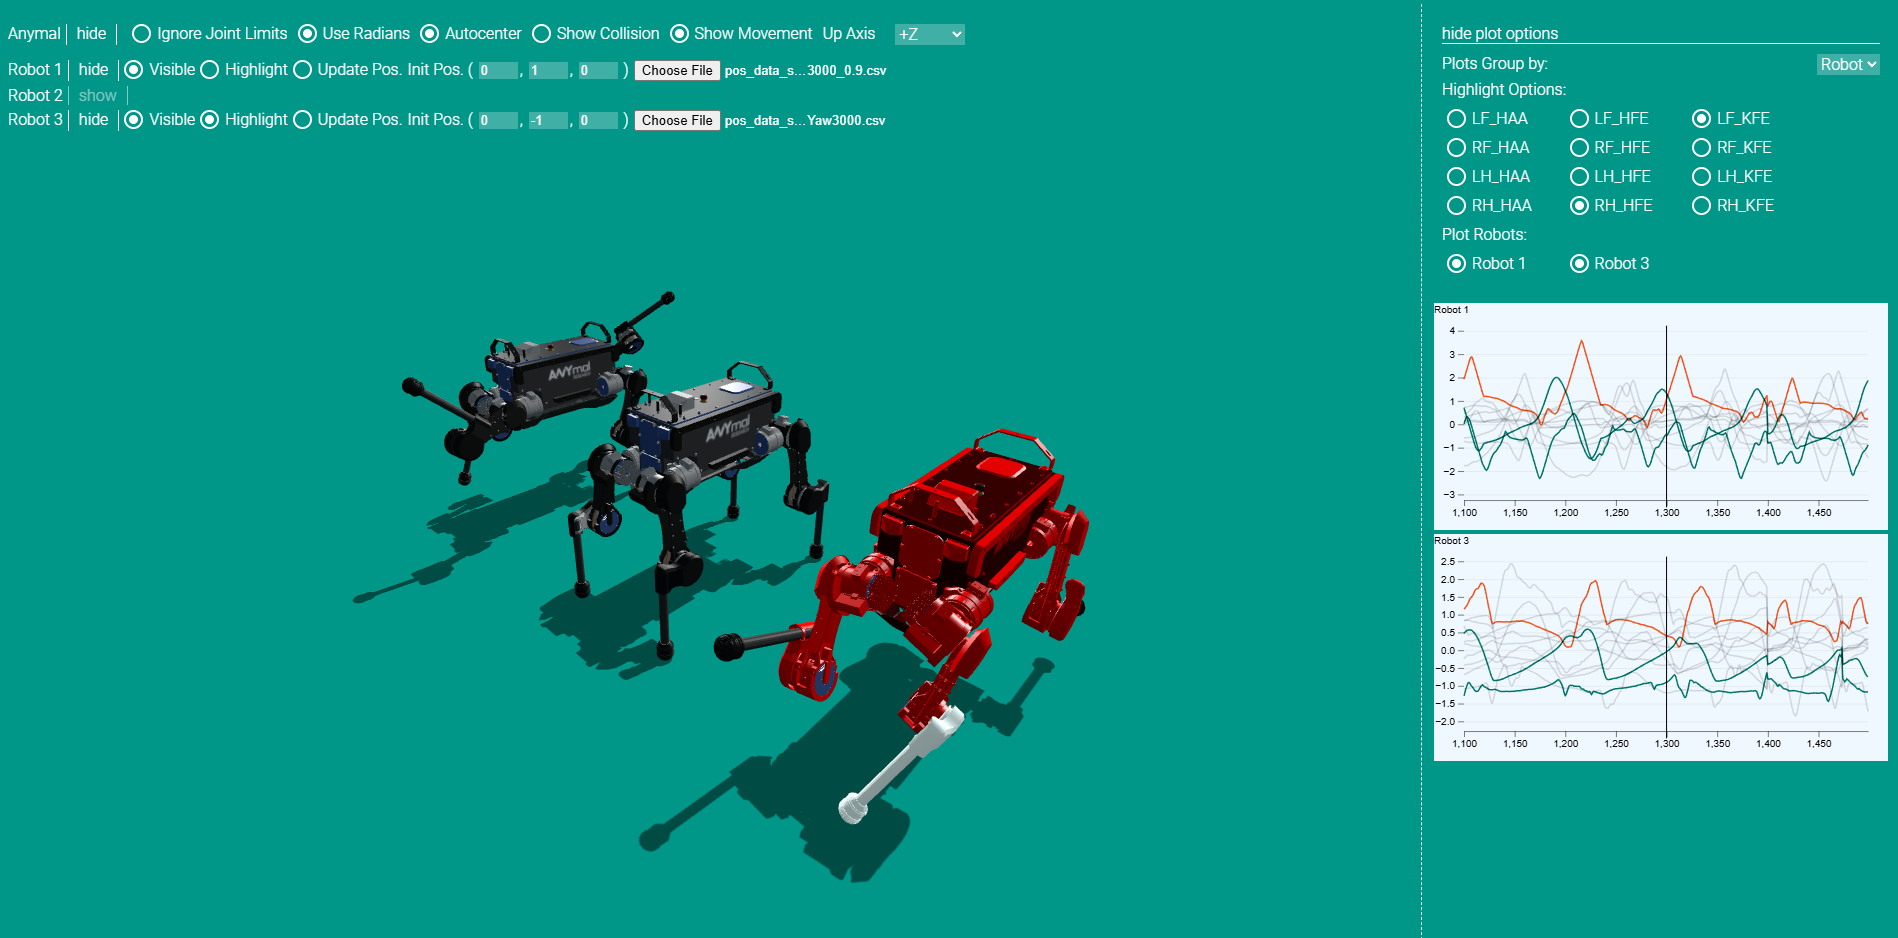 Anymal hide Ignore Joint Limits Use Radians Autocenter Show Collision Show Movement Up Axis +Z
Robot 1 hide Visible Highlight Update Pos. Init Pos. ( 0 , 1 , 0 ) Choose File pos_data_s...3000_0.9.csv
Robot 2 show
Robot 3 hide Visible Highlight Update Pos. Init Pos. ( 0 , -1 , 0 ) Choose File pos_data_s...Yaw3000.csv
ANYmal
ANYmal
hide plot options
Plots Group by: Robot
Highlight Options:
LF_HAA LF_HFE LF_KFE
RF_HAA RF_HFE RF_KFE
LH_HAA LH_HFE LH_KFE
RH_HAA RH_HFE RH_KFE
Plot Robots:
Robot 1 Robot 3
Robot 1
4
3
2
1
0
−1
−2
−3
1,100 1,150 1,200 1,250 1,300 1,350 1,400 1,450
Robot 3
2.5
2.0
1.5
1.0
0.5
0.0
−0.5
−1.0
−1.5
−2.0
1,100 1,150 1,200 1,250 1,300 1,350 1,400 1,450